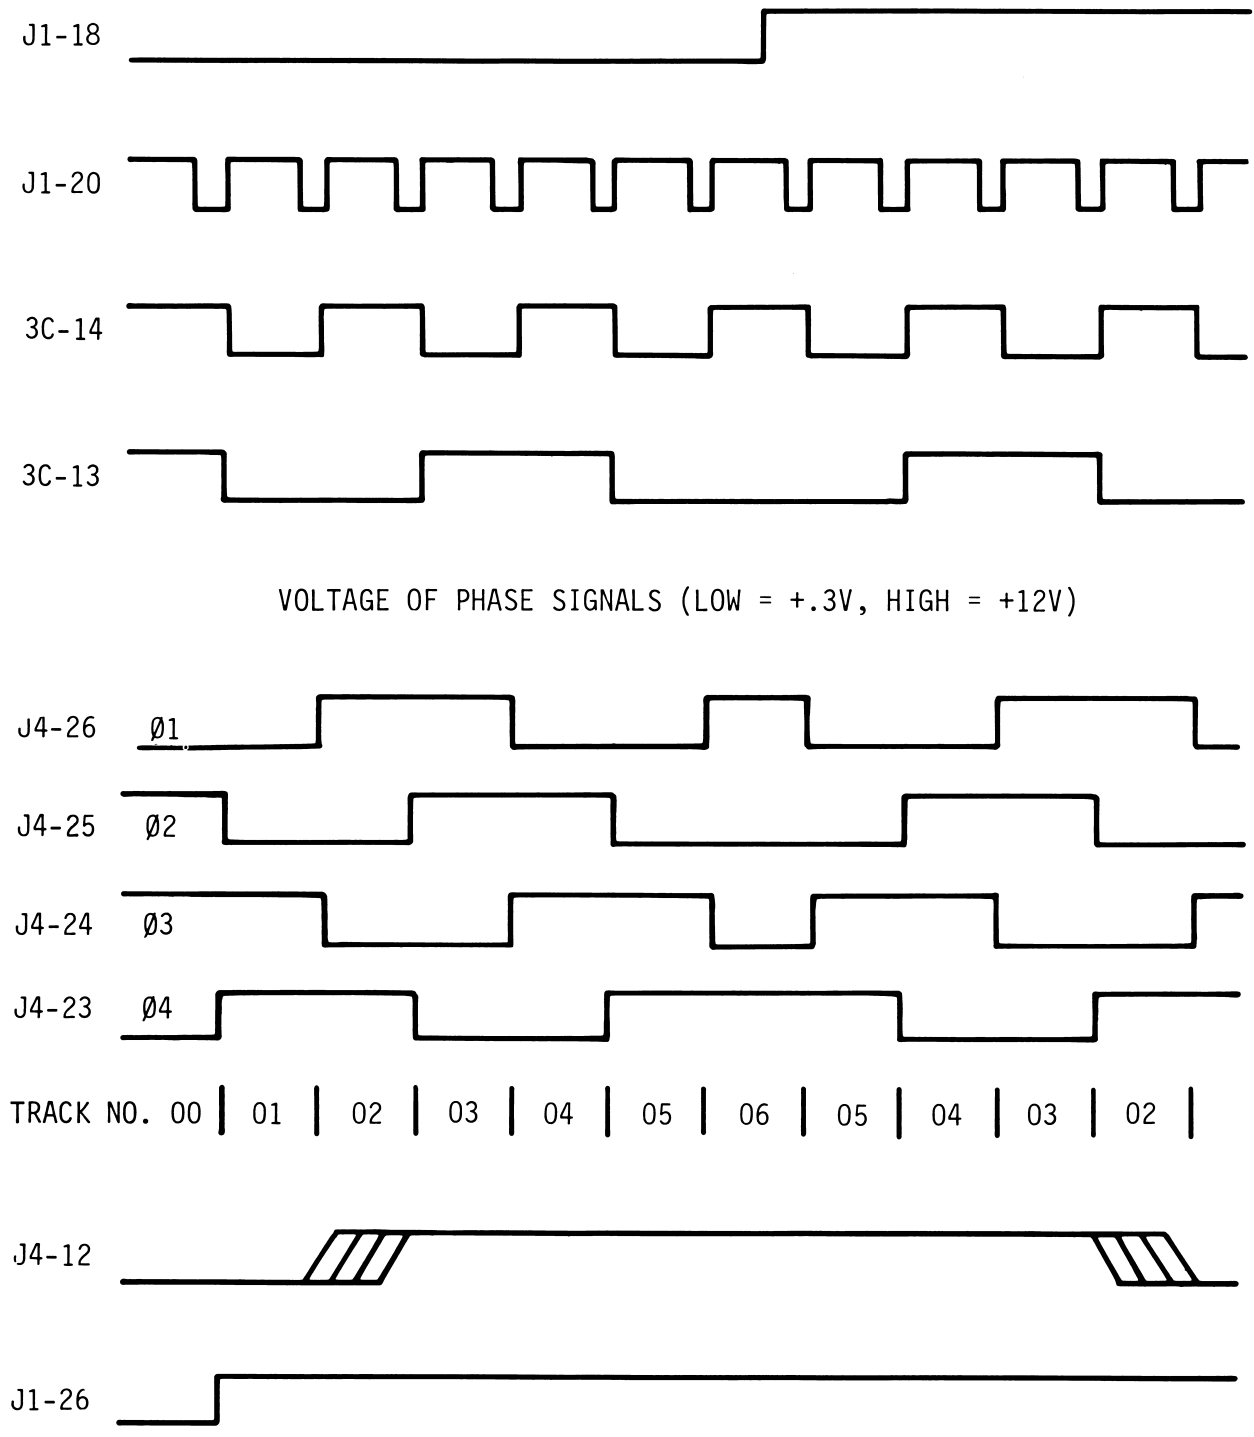 J1-18
J1-20
3C-14
3C-13
VOLTAGE OF PHASE SIGNALS (LOW = +.3V, HIGH = +12V)
J4-26 Ø1
J4-25 Ø2
J4-24 Ø3
J4-23 Ø4
TRACK NO. 00 | 01 | 02 | 03 | 04 | 05 | 06 | 05 | 04 | 03 | 02 |
J4-12
J1-26